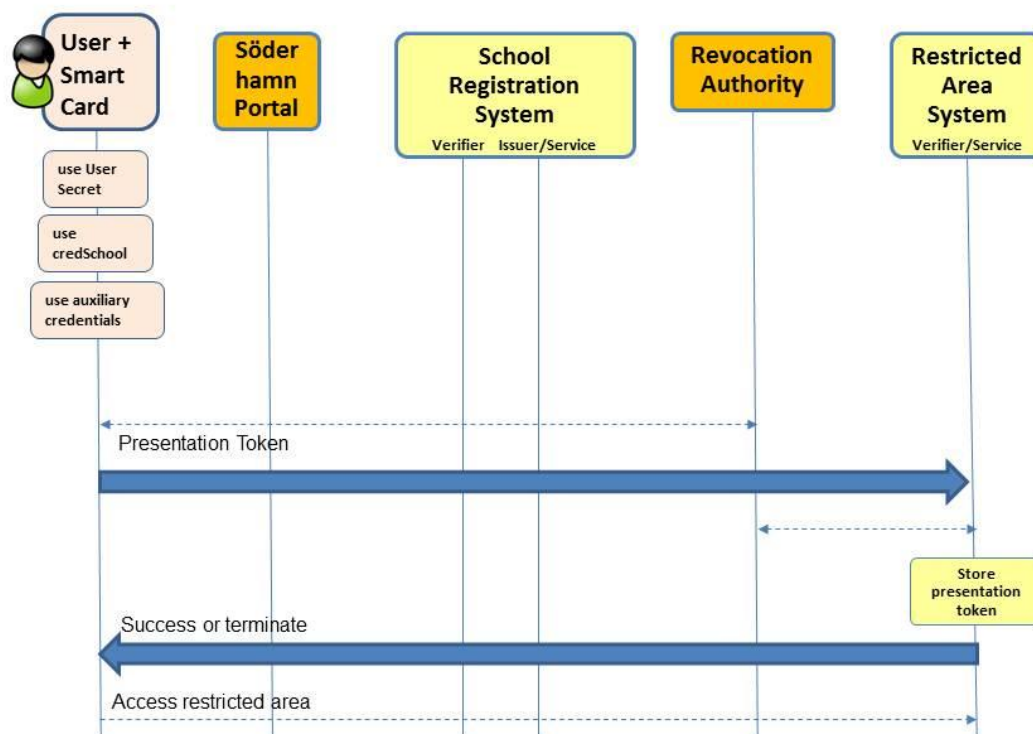 User +
Smart
Card
Söder
hamn
Portal
School
Registration
System
Verifier Issuer/Service
Revocation
Authority
Restricted
Area
System
Verifier/Service
use User
Secret
use
credSchool
use auxiliary
credentials
Presentation Token
Store
presentation
token
Success or terminate
Access restricted area